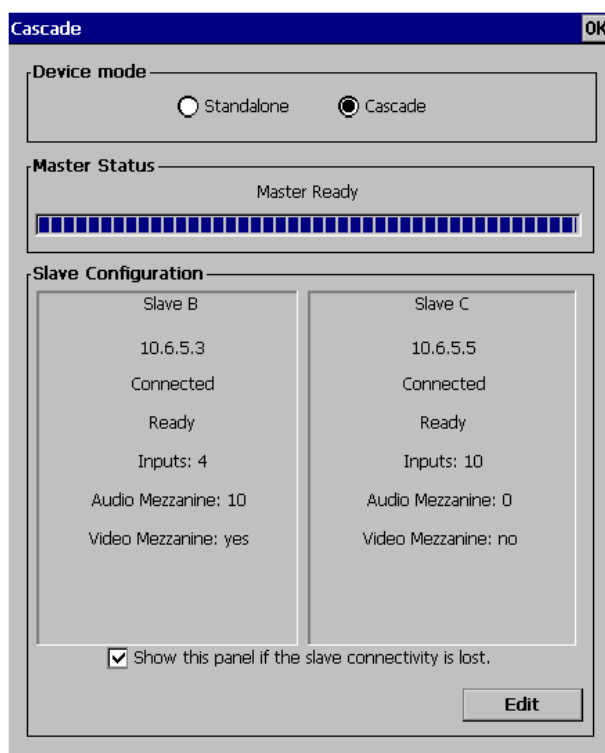 Cascade
OK
Device mode
Standalone
Cascade
Master Status
Master Ready
Slave Configuration
Slave B
10.6.5.3
Connected
Ready
Inputs: 4
Audio Mezzanine: 10
Video Mezzanine: yes
Slave C
10.6.5.5
Connected
Ready
Inputs: 10
Audio Mezzanine: 0
Video Mezzanine: no
Show this panel if the slave connectivity is lost.
Edit